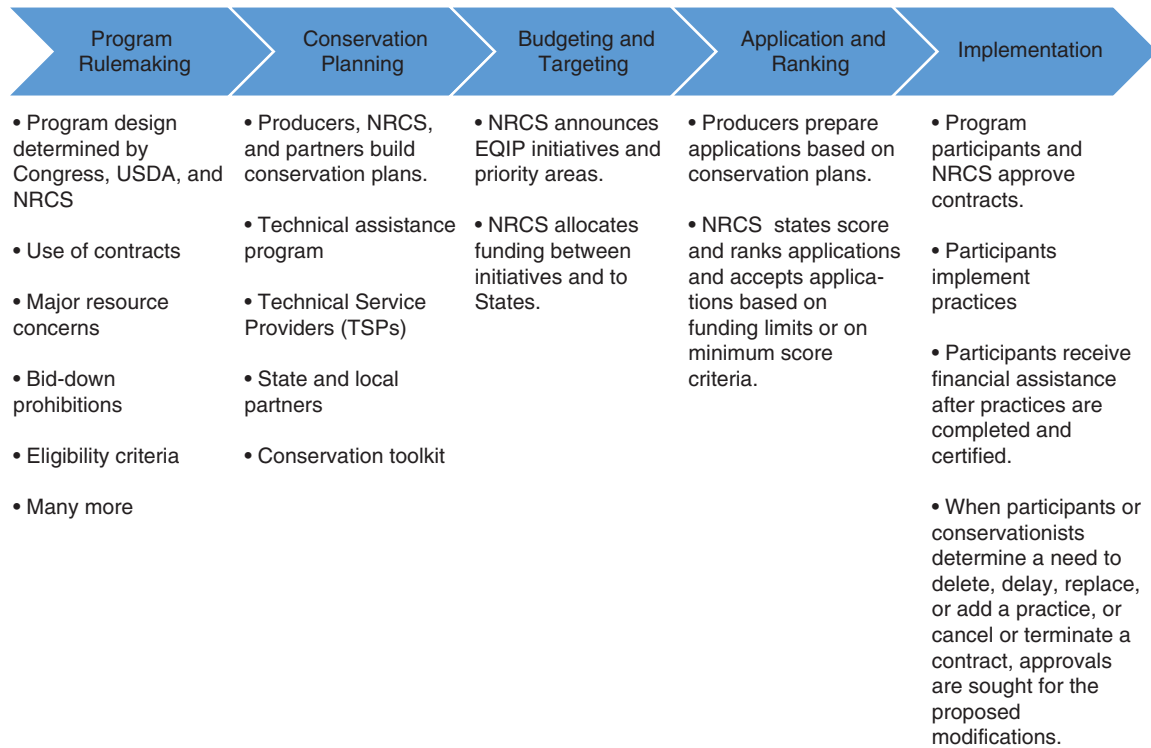 Program
Rulemaking
Conservation
Planning
Budgeting and
Targeting
Application and
Ranking
Implementation
• Program design
determined by
Congress, USDA, and
NRCS
• Use of contracts
• Major resource
concerns
• Bid-down
prohibitions
• Eligibility criteria
• Many more
• Producers, NRCS,
and partners build
conservation plans.
• Technical assistance
program
• Technical Service
Providers (TSPs)
• State and local
partners
• Conservation toolkit
• NRCS announces
EQIP initiatives and
priority areas.
• NRCS allocates
funding between
initiatives and to
States.
• Producers prepare
applications based on
conservation plans.
• NRCS states score
and ranks applications
and accepts applica-
tions based on
funding limits or on
minimum score
criteria.
• Program
participants and
NRCS approve
contracts.
• Participants
implement
practices
• Participants receive
financial assistance
after practices are
completed and
certified.
• When participants or
conservationists
determine a need to
delete, delay, replace,
or add a practice, or
cancel or terminate a
contract, approvals
are sought for the
proposed
modifications.